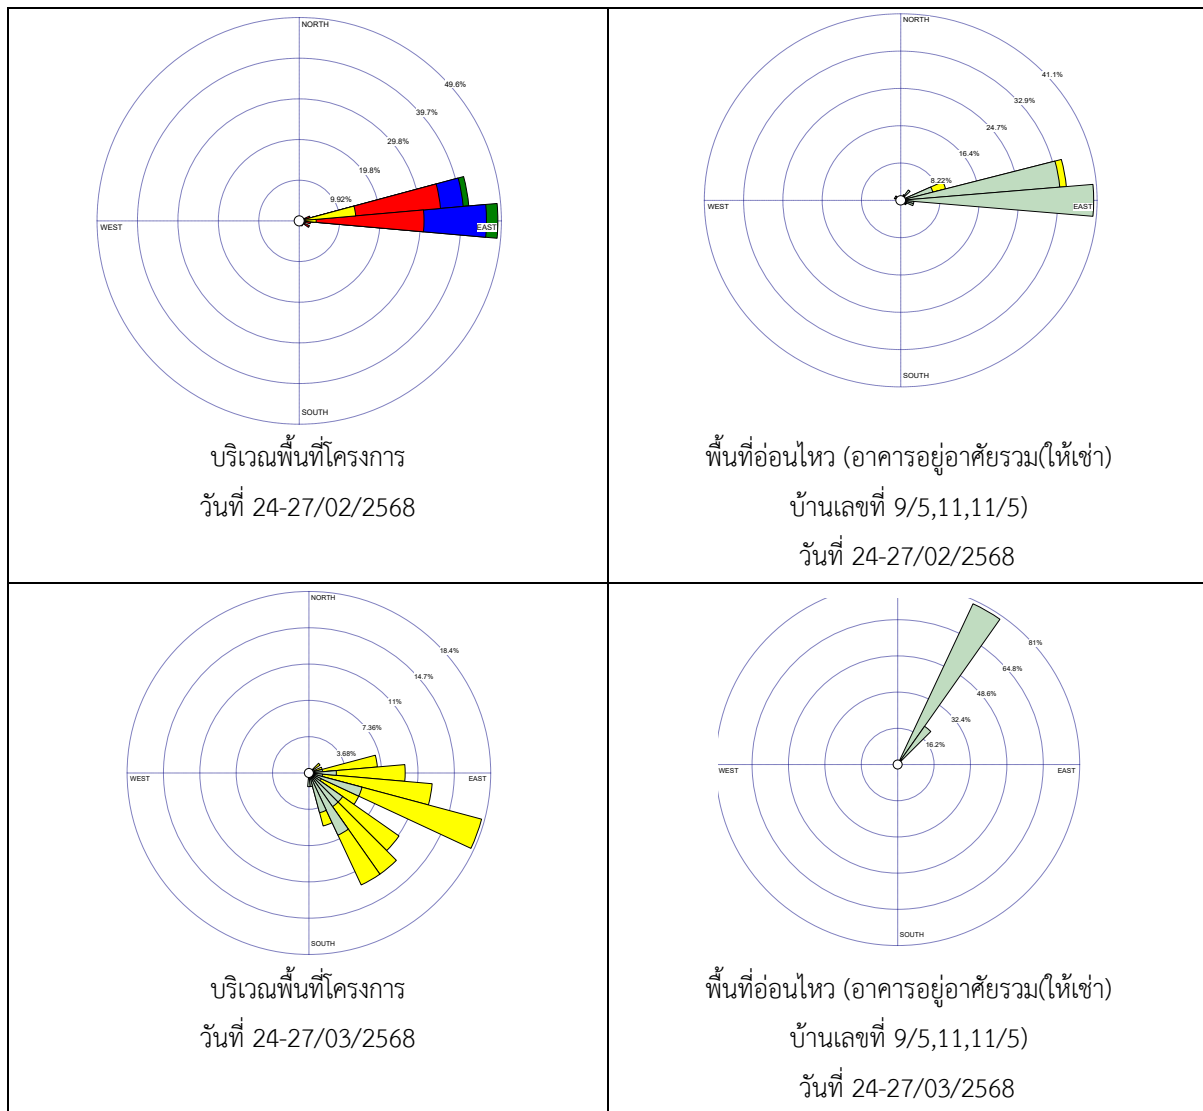 NORTH
49.6%
39.7%
29.8%
19.8%
9.92%
WEST
EAST
SOUTH
บริเวณพื้นที่โครงการ
วันที่ 24-27/02/2568
NORTH
41.1%
32.9%
24.7%
16.4%
8.22%
WEST
EAST
SOUTH
พื้นที่อ่อนไหว (อาคารอยู่อาศัยรวม(ให้เช่า)
บ้านเลขที่ 9/5,11,11/5)
วันที่ 24-27/02/2568
NORTH
18.4%
14.7%
11%
7.36%
3.68%
WEST
EAST
SOUTH
บริเวณพื้นที่โครงการ
วันที่ 24-27/03/2568
81%
64.8%
48.6%
32.4%
16.2%
WEST
EAST
SOUTH
พื้นที่อ่อนไหว (อาคารอยู่อาศัยรวม(ให้เช่า)
บ้านเลขที่ 9/5,11,11/5)
วันที่ 24-27/03/2568